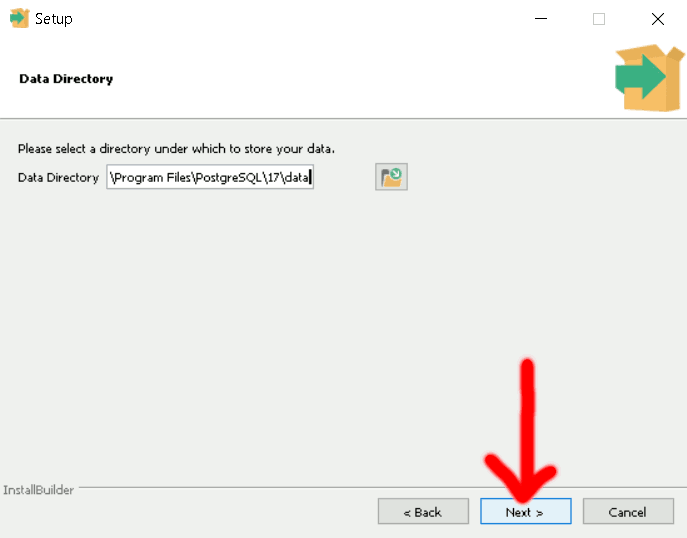 Setup
Data Directory
Please select a directory under which to store your data.
Data Directory \Program Files\PostgreSQL\17\data
InstallBuilder
< Back Next > Cancel